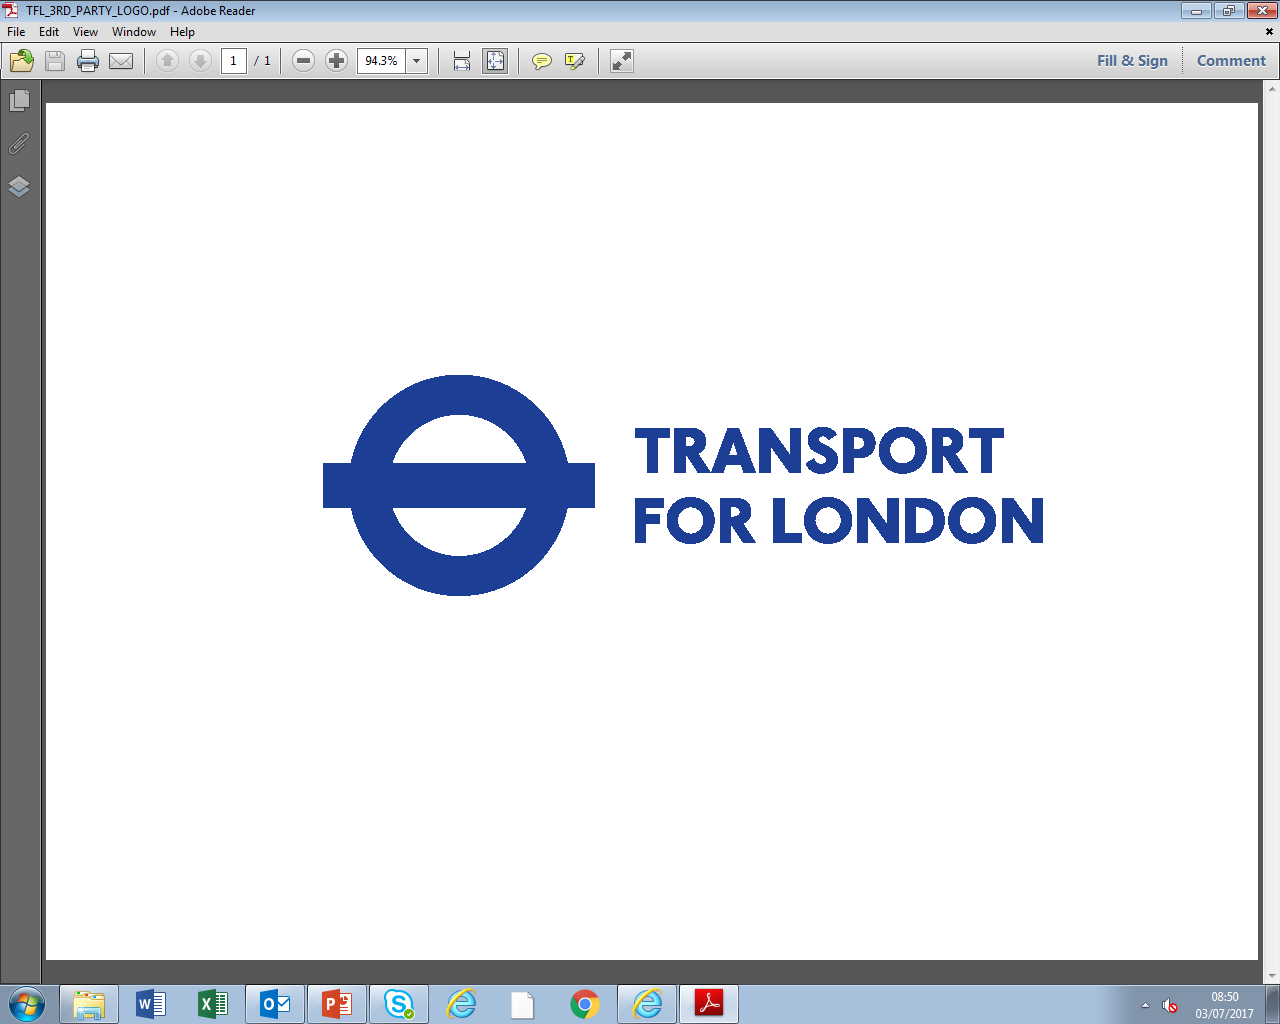 TFL_3RD_PARTY_LOGO.pdf - Adobe Reader
File Edit View Window Help
1 / 1 94.3% Fill & Sign Comment
TRANSPORT
FOR LONDON
08:50
03/07/2017